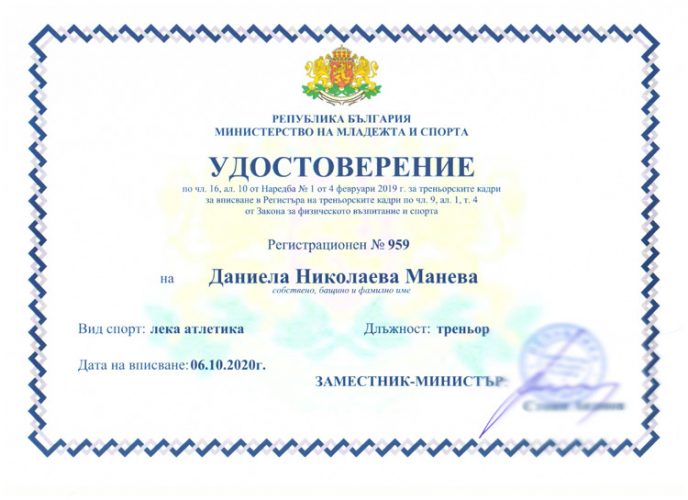 РЕПУБЛИКА БЪЛГАРИЯ
МИНИСТЕРСТВО НА МЛАДЕЖТА И СПОРТА
УДОСТОВЕРЕНИЕ
по чл. 16, ал. 10 от Наредба № 1 от 4 февруари 2019 г. за треньорските кадри
за вписване в Регистъра на треньорските кадри по чл. 9, ал. 1, т. 4
от Закона за физическото възпитание и спорта
Регистрационен № 959
на Даниела Николаева Манева
собствено, бащино и фамилно име
Вид спорт: лека атлетика Длъжност: треньор
Дата на вписване: 06.10.2020г.
ЗАМЕСТНИК-МИНИСТЪР: